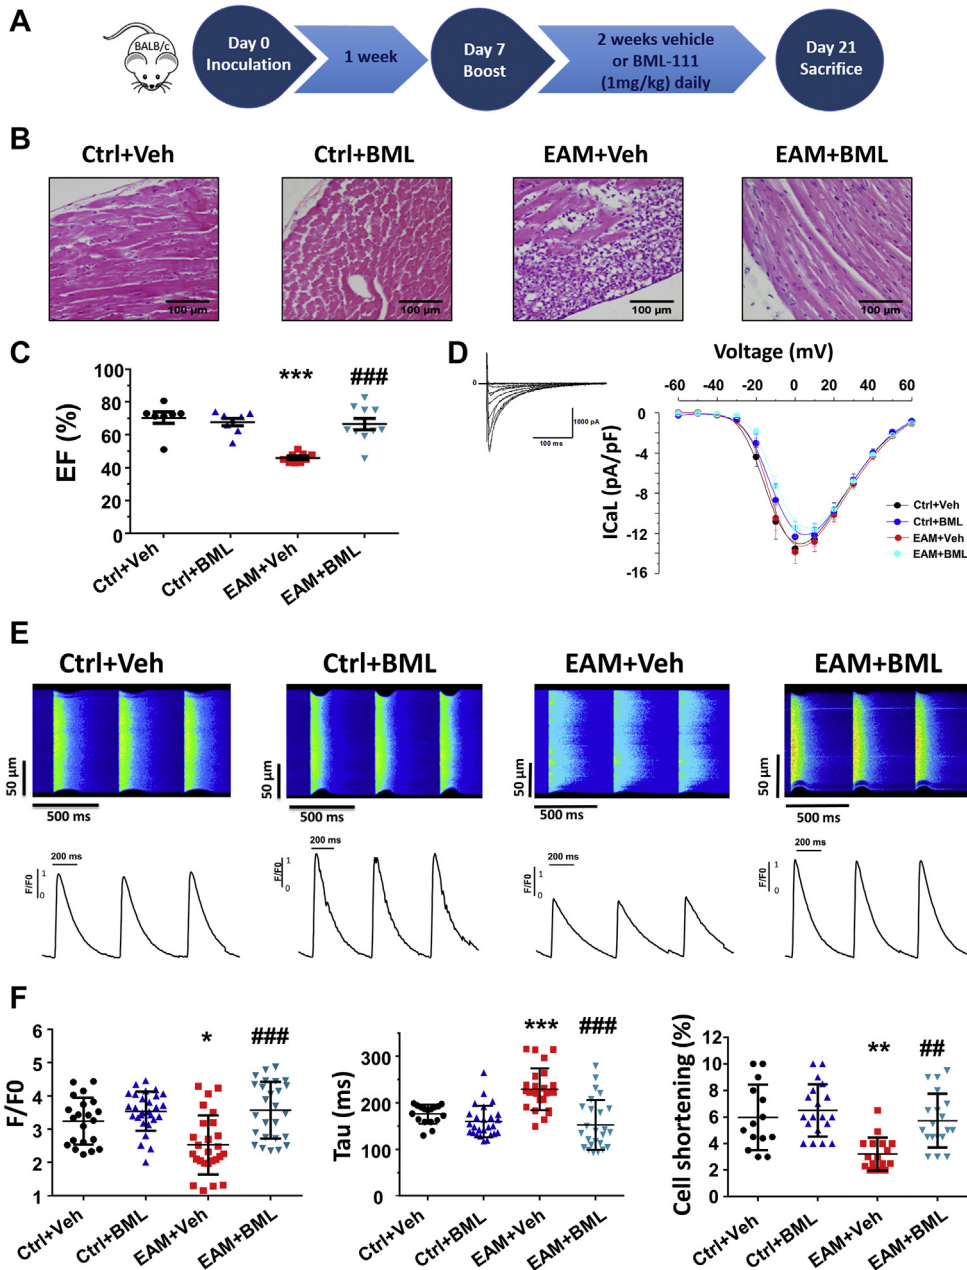 A
BALB/c
Day 0
Inoculation
1 week
Day 7
Boost
2 weeks vehicle
or BML-111
(1mg/kg) daily
Day 21
Sacrifice
B
Ctrl+Veh
Ctrl+BML
EAM+Veh
EAM+BML
100 µm
100 µm
100 µm
100 µm
C
EF (%)
100
80
60
40
20
0
***
###
Ctrl+Veh
Ctrl+BML
EAM+Veh
EAM+BML
D
0
1000 pA
100 ms
Voltage (mV)
-60 -40 -20 0 20 40 60
ICaL (pA/pF)
0
-4
-8
-12
-16
Ctrl+Veh
Ctrl+BML
EAM+Veh
EAM+BML
E
Ctrl+Veh
Ctrl+BML
EAM+Veh
EAM+BML
50 µm
500 ms
50 µm
500 ms
50 µm
500 ms
50 µm
500 ms
F/F0
1
0
200 ms
F/F0
1
0
200 ms
F/F0
1
0
200 ms
F/F0
1
0
200 ms
F
F/F0
6
5
4
3
2
1
*
###
Ctrl+Veh
Ctrl+BML
EAM+Veh
EAM+BML
Tau (ms)
300
200
100
0
***
###
Ctrl+Veh
Ctrl+BML
EAM+Veh
EAM+BML
Cell shortening (%)
12
10
8
6
4
2
0
**
##
Ctrl+Veh
Ctrl+BML
EAM+Veh
EAM+BML